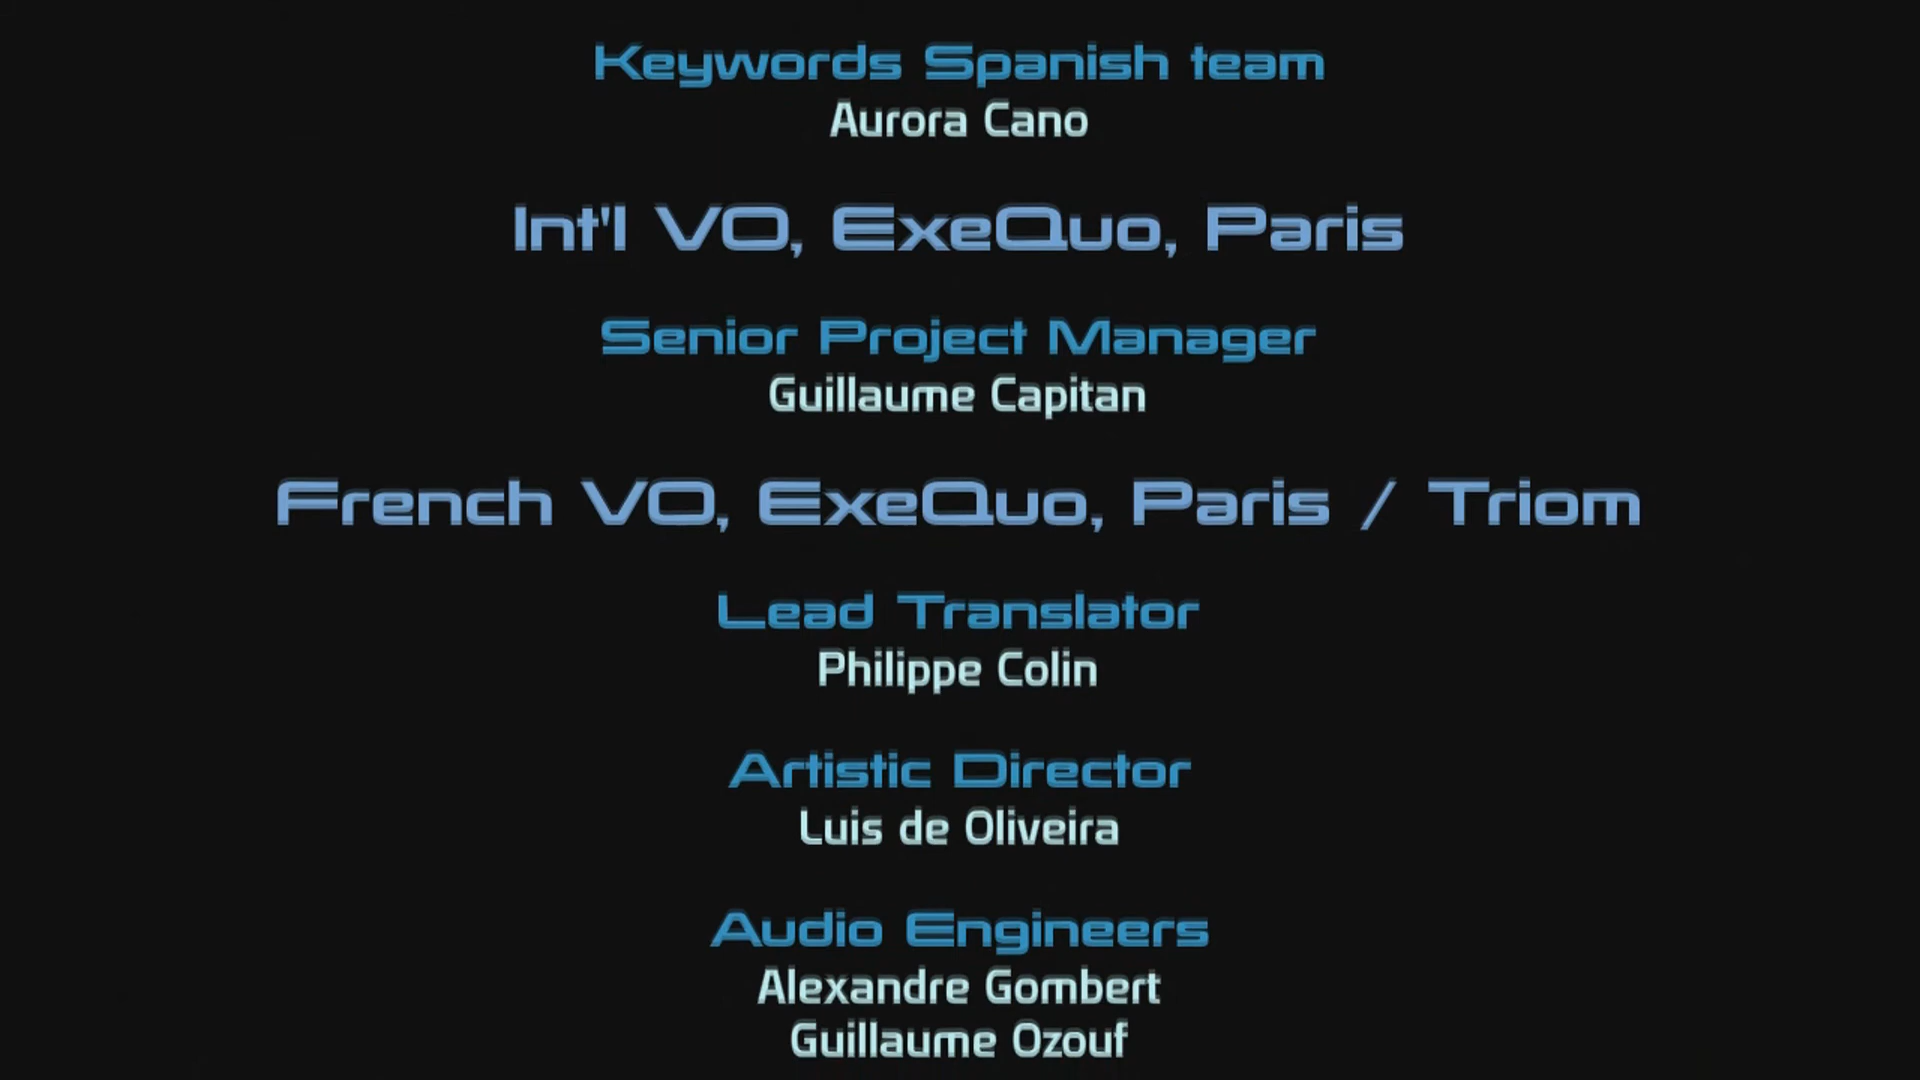 Keywords Spanish team
Aurora Cano
Int'l VO, ExeQuo, Paris
Senior Project Manager
Guillaume Capitan
French VO, ExeQuo, Paris / Triom
Lead Translator
Philippe Colin
Artistic Director
Luis de Oliveira
Audio Engineers
Alexandre Gombert
Guillaume Ozouf